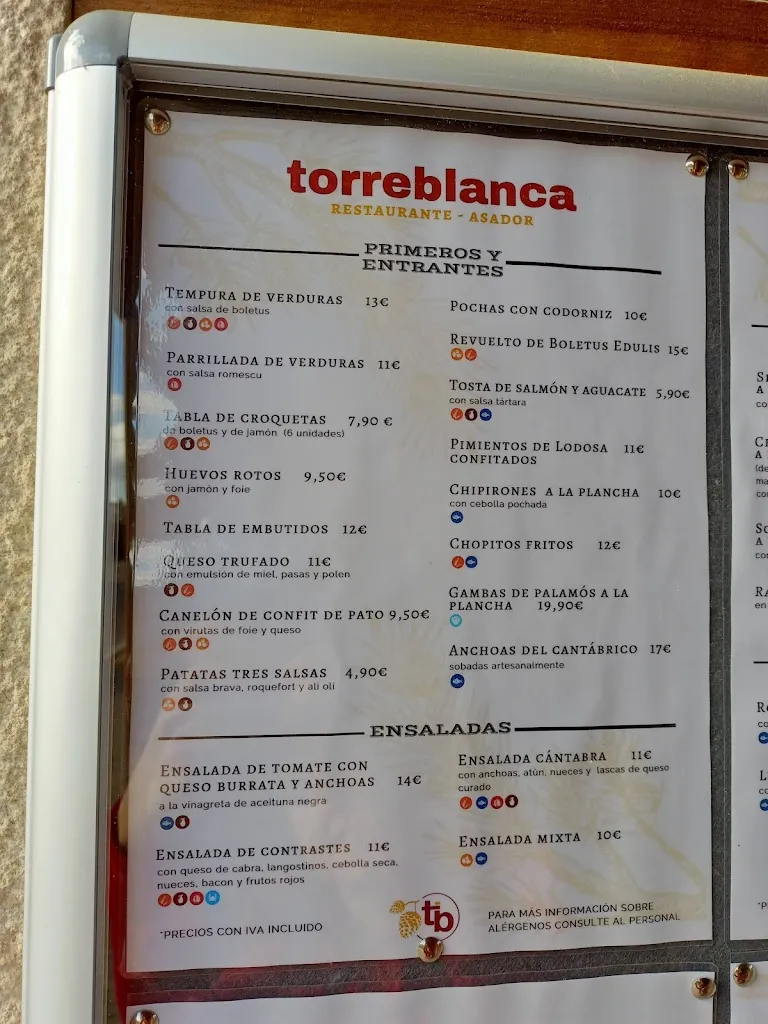 torreblanca
RESTAURANTE - ASADOR
PRIMEROS Y
ENTRANTES
TEMPURA DE VERDURAS 13€
con salsa de boletus
PARRILLADA DE VERDURAS 11€
con salsa romescu
TABLA DE CROQUETAS 7,90 €
de boletus y de jamón (6 unidades)
HUEVOS ROTOS 9,50€
con jamón y foie
TABLA DE EMBUTIDOS 12€
QUESO TRUFADO 11€
con emulsión de miel, pasas y polen
CANELÓN DE CONFIT DE PATO 9,50€
con virutas de foie y queso
PATATAS TRES SALSAS 4,90€
con salsa brava, roquefort y ali oli
POCHAS CON CODORNIZ 10€
REVUELTO DE BOLETUS EDULIS 15€
TOSTA DE SALMÓN Y AGUACATE 5,90€
con salsa tártara
PIMIENTOS DE LODOSA 11€
CONFITADOS
CHIPIRONES A LA PLANCHA 10€
con cebolla pochada
CHOPITOS FRITOS 12€
GAMBAS DE PALAMÓS A LA
PLANCHA 19,90€
ANCHOAS DEL CANTÁBRICO 17€
sobadas artesanalmente
ENSALADAS
ENSALADA DE TOMATE CON
QUESO BURRATA Y ANCHOAS 14€
a la vinagreta de aceituna negra
ENSALADA DE CONTRASTES 11€
con queso de cabra, langostinos, cebolla seca,
nueces, bacon y frutos rojos
ENSALADA CÁNTABRA 11€
con anchoas, atún, nueces y lascas de queso
curado
ENSALADA MIXTA 10€
*PRECIOS CON IVA INCLUIDO
tb
PARA MÁS INFORMACIÓN SOBRE
ALÉRGENOS CONSULTE AL PERSONAL